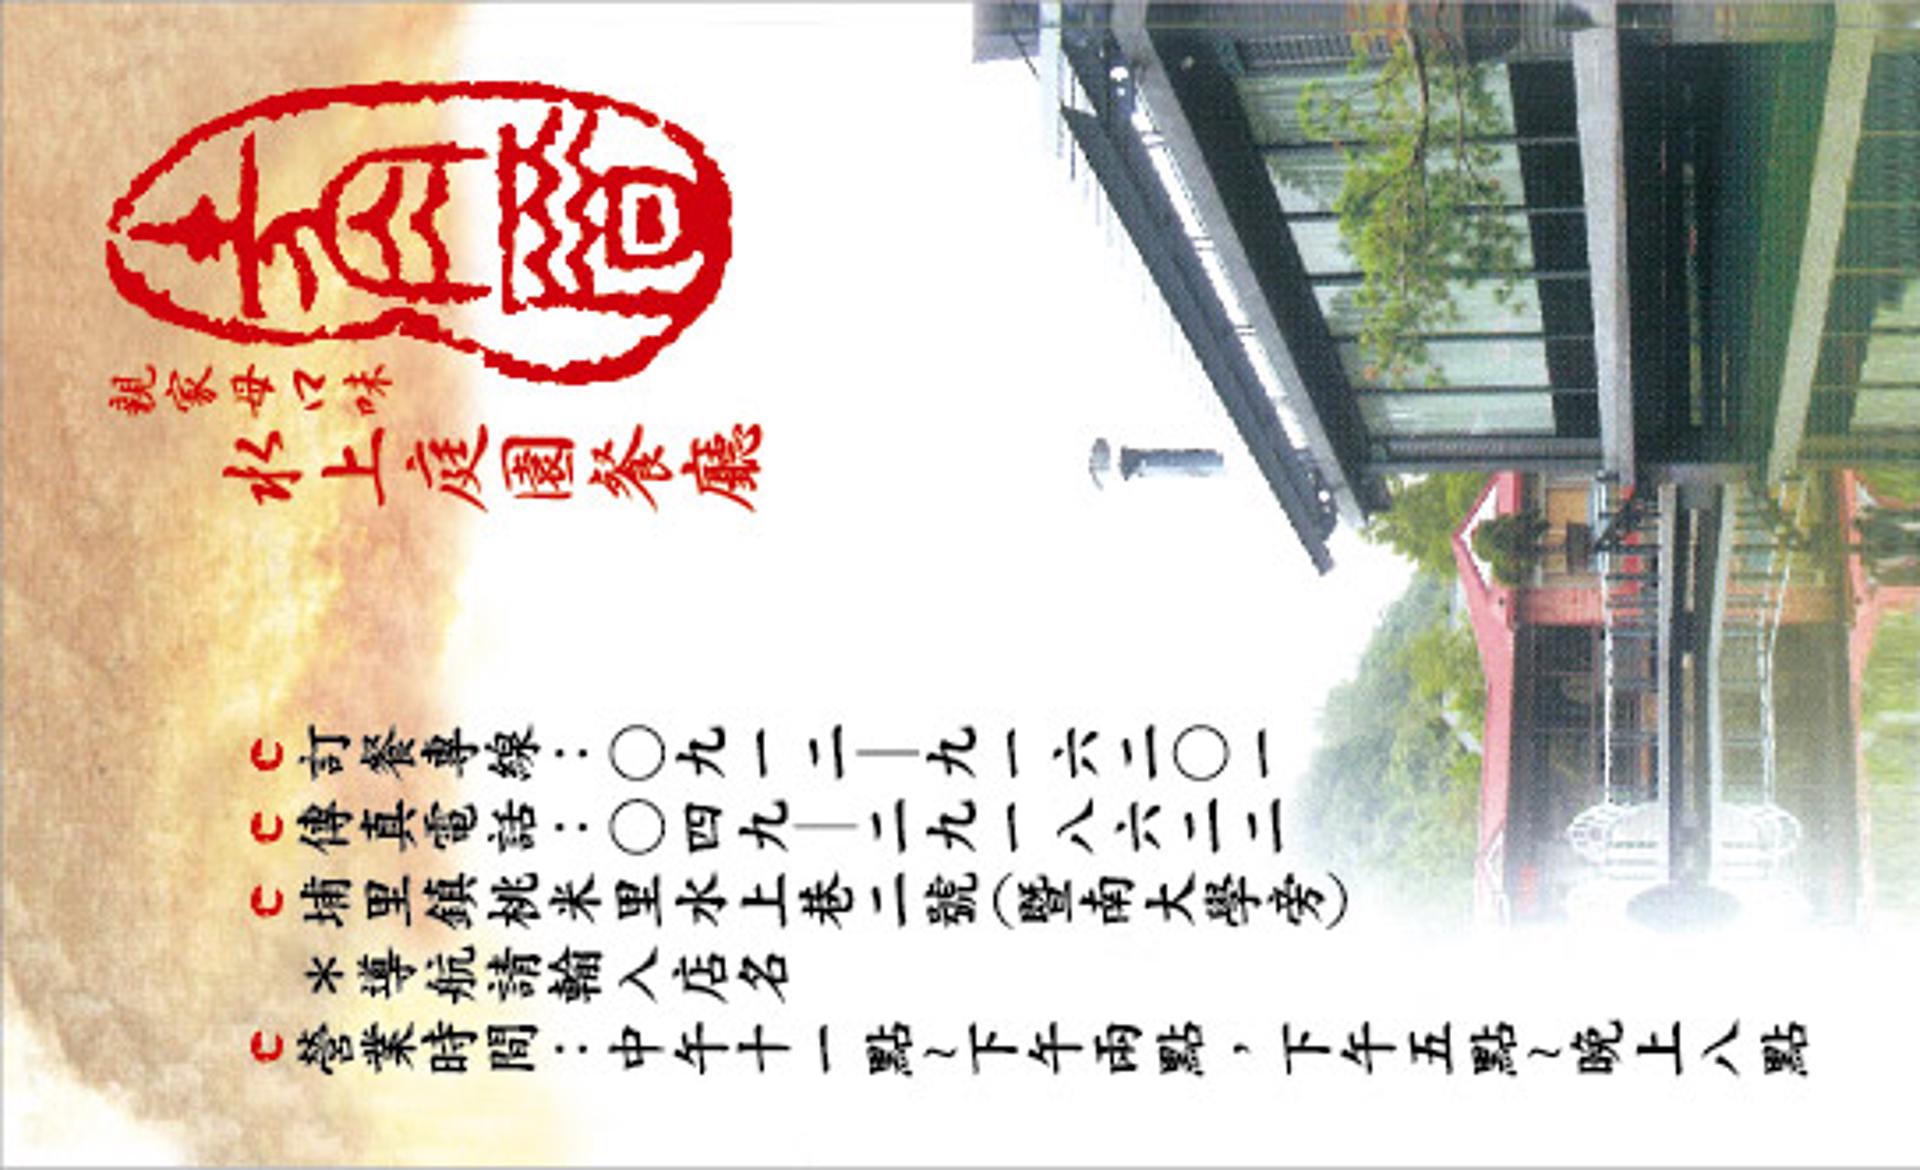 親家母口味
水上庭園餐廳
訂餐專線：〇九一二—九一六二〇一
傳真電話：〇四九—二九一八六二二
埔里鎮桃米里水上巷二號(暨南大學旁)
＊導航請輸入店名
營業時間：中午十一點~下午兩點，下午五點~晚上八點